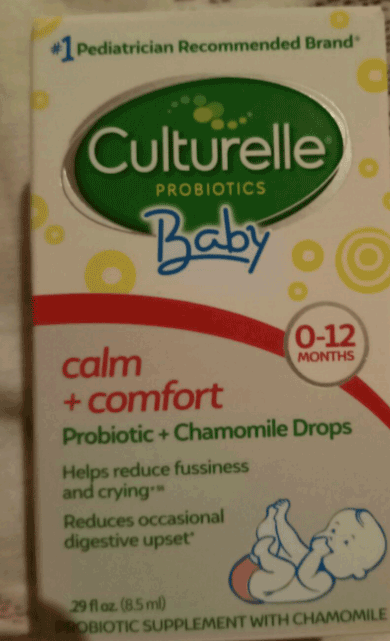 #1 Pediatrician Recommended Brand*
Culturelle
PROBIOTICS
Baby
0-12
MONTHS
calm
+ comfort
Probiotic + Chamomile Drops
Helps reduce fussiness
and crying
Reduces occasional
digestive upset*
.29 fl oz. (8.5 ml)
PROBIOTIC SUPPLEMENT WITH CHAMOMILE